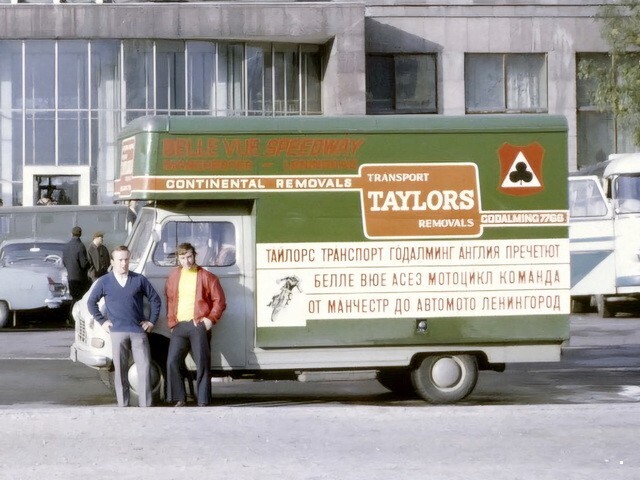 BELLE VUE SPEEDWAY
CONTINENTAL REMOVALS
TRANSPORT
TAYLORS
REMOVALS
GODALMING 7766
ТАЙЛОРС ТРАНСПОРТ ГОДАЛМИНГ АНГЛИЯ ПРЕЧЕТЮТ
БЕЛЛЕ ВЮЕ АСЕЗ МОТОЦИКЛ КОМАНДА
ОТ МАНЧЕСТР ДО АВТОМОТО ЛЕНИНГОРОД